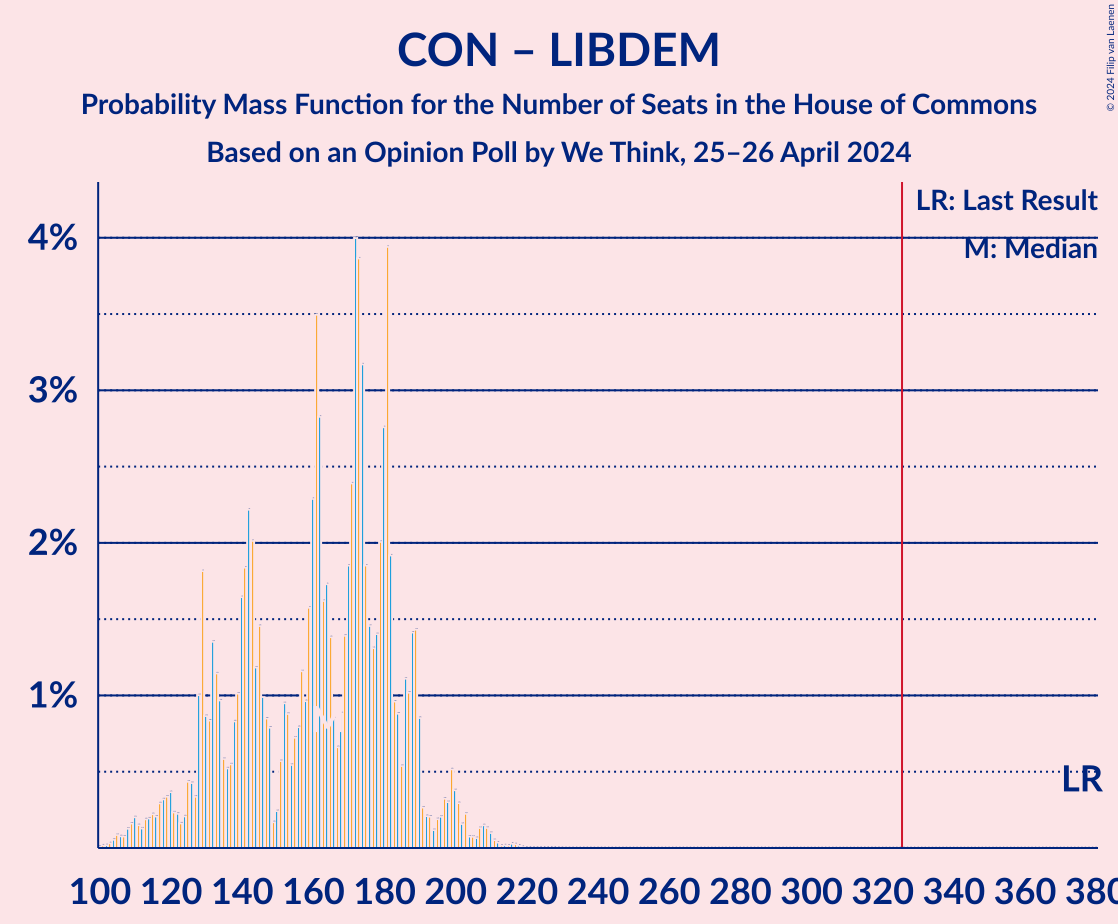 CON – LIBDEM
Probability Mass Function for the Number of Seats in the House of Commons
Based on an Opinion Poll by We Think, 25–26 April 2024
© 2024 Filip van Laenen
LR: Last Result
M: Median
4%
3%
2%
1%
LR
100 120 140 160 180 200 220 240 260 280 300 320 340 360 380